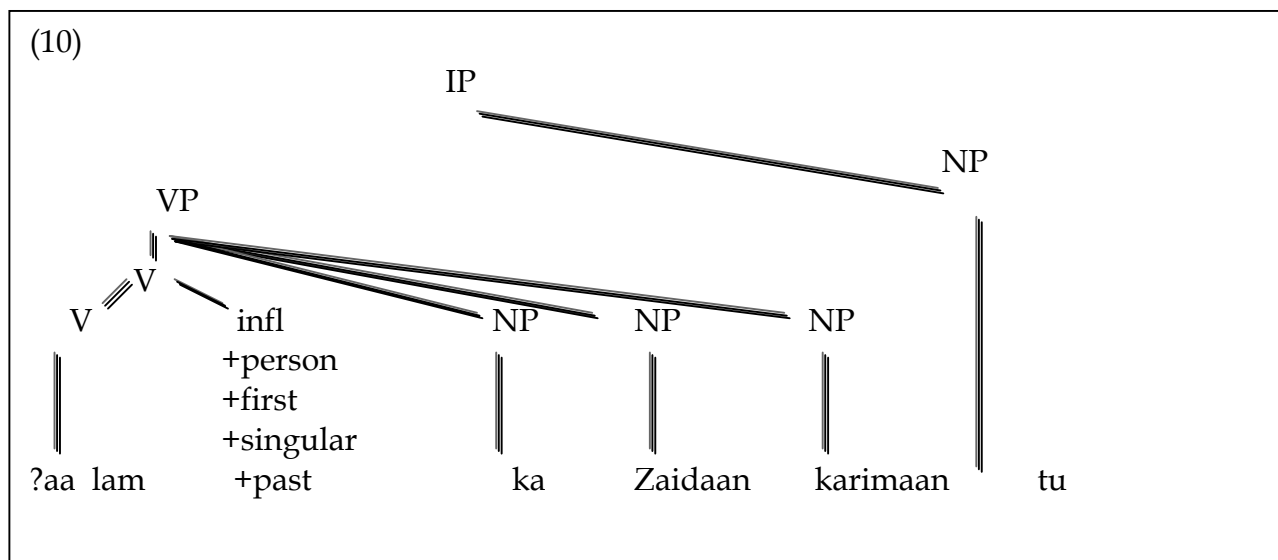 (10)
IP
NP
VP
V
V infl NP NP NP
+person
+first
+singular
?aa lam +past ka Zaidaan karimaan tu